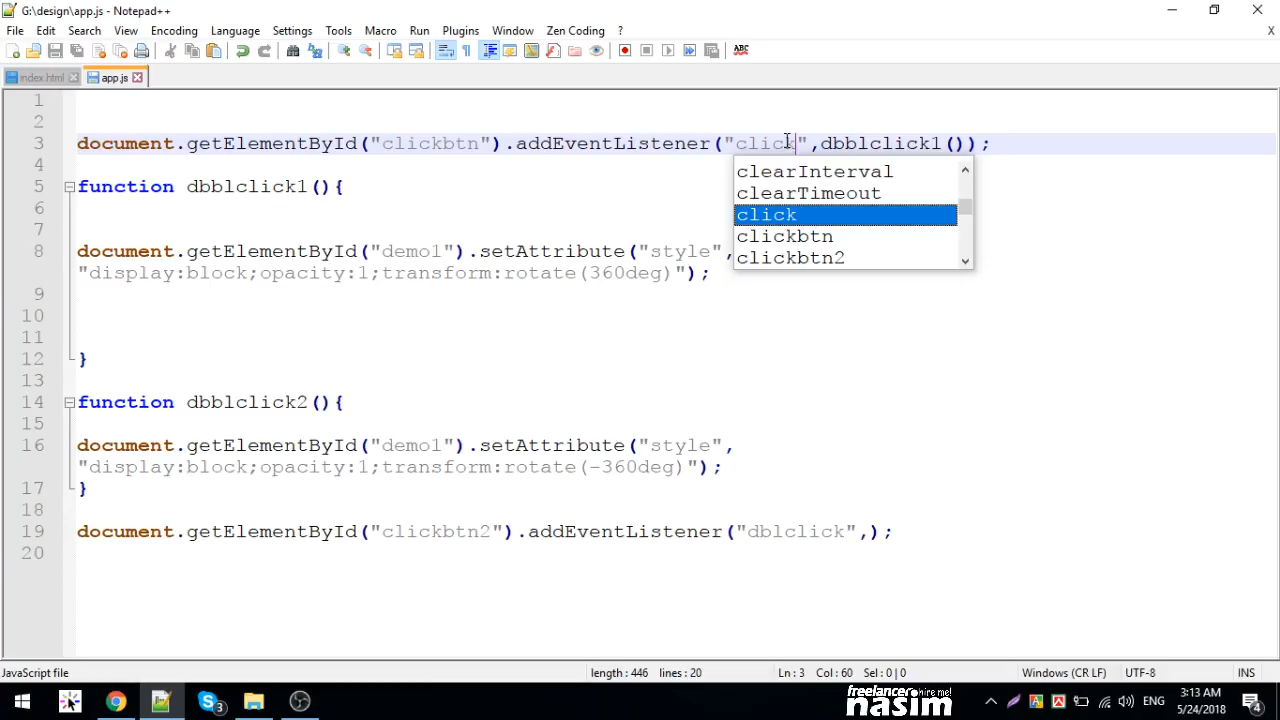 G:\design\app.js - Notepad++
File Edit Search View Encoding Language Settings Tools Macro Run Plugins Window Zen Coding ? X
ABC
index.html app.js
1
2
3 document.getElementById("clickbtn").addEventListener("click",dbblclick1());
4
clearInterval
5 function dbblclick1(){
clearTimeout
6
click
7
clickbtn
8 document.getElementById("demo1").setAttribute("style",
clickbtn2
"display:block;opacity:1;transform:rotate(360deg)");
9
10
11
12 }
13
14 function dbblclick2(){
15
16 document.getElementById("demo1").setAttribute("style",
"display:block;opacity:1;transform:rotate(-360deg)");
17 }
18
19 document.getElementById("clickbtn2").addEventListener("dblclick",);
20
JavaScript file length : 446 lines : 20 Ln : 3 Col : 60 Sel : 0 | 0 Windows (CR LF) UTF-8 INS
3 freelancer hire me! ENG 3:13 AM
nasim 5/24/2018 4